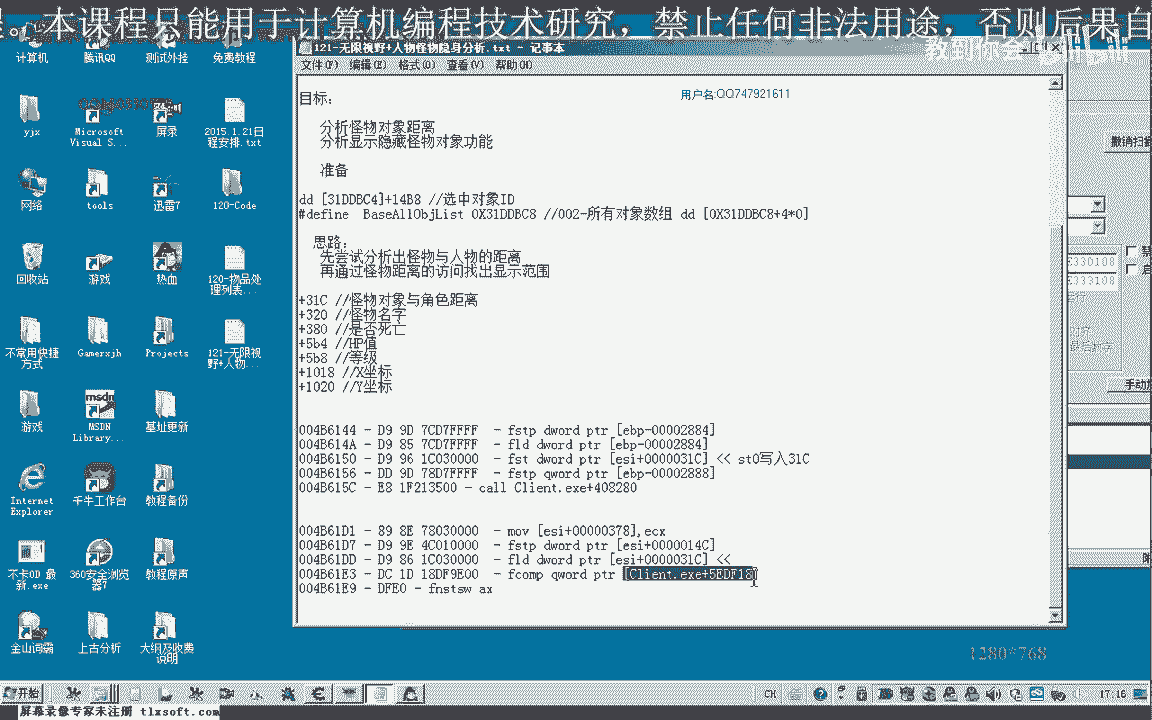 。本课程只能用于计算机编程技术研究，禁止任何非法用途，否则后果自
121-无限视野+人物怪物隐身分析.txt - 记事本
教到你会
bilibili
文件(F) 编辑(E) 格式(O) 查看(V) 帮助(H)
用户名:QQ747921611
目标:
分析怪物对象距离
分析显示隐藏怪物对象功能
准备
dd [31DDBC4]+14B8 //选中对象ID
#define BaseAllObjList 0X31DDBC8 //002-所有对象数组 dd [0X31DDBC8+4*0]
思路:
先尝试分析出怪物与人物的距离
再通过怪物距离的访问找出显示范围
+31C //怪物对象与角色距离
+320 //怪物名字
+380 //是否死亡
+5b4 //HP值
+5b8 //等级
+1018 //X坐标
+1020 //Y坐标
004B6144 - D9 9D 7CD7FFFF - fstp dword ptr [ebp-00002884]
004B614A - D9 85 7CD7FFFF - fld dword ptr [ebp-00002884]
004B6150 - D9 96 1C030000 - fst dword ptr [esi+0000031C] << st0写入31C
004B6156 - DD 9D 78D7FFFF - fstp qword ptr [ebp-00002888]
004B615C - E8 1F213500 - call Client.exe+408280
004B61D1 - 89 8E 78030000 - mov [esi+00000378],ecx
004B61D7 - D9 9E 4C010000 - fstp dword ptr [esi+0000014C]
004B61DD - D9 86 1C030000 - fld dword ptr [esi+0000031C] <<
004B61E3 - DC 1D 18DF9E00 - fcomp qword ptr [Client.exe+5EDF18]
004B61E9 - DFE0 - fnstsw ax
计算机
腾讯QQ
测试外挂
免费教程
yjx
Microsoft Visual S...
屏录
2015.1.21日程安排.txt
网络
tools
迅雷7
120-Code
回收站
游戏
热血
120-物品处理列表...
不常用快捷方式
Gamerxjh
Projects
121-无限视野+人物...
游戏
MSDN Library...
基址更新
Internet Explorer
千牛工作台
教程备份
不卡OD 最新.exe
360安全浏览器7
教程原声
金山词霸
上古分析
大纲及收费说明
撤销扫描
E330108
E330108
手动
1280*768
开始
CH
17:16
屏幕录像专家未注册 tlxsoft.com